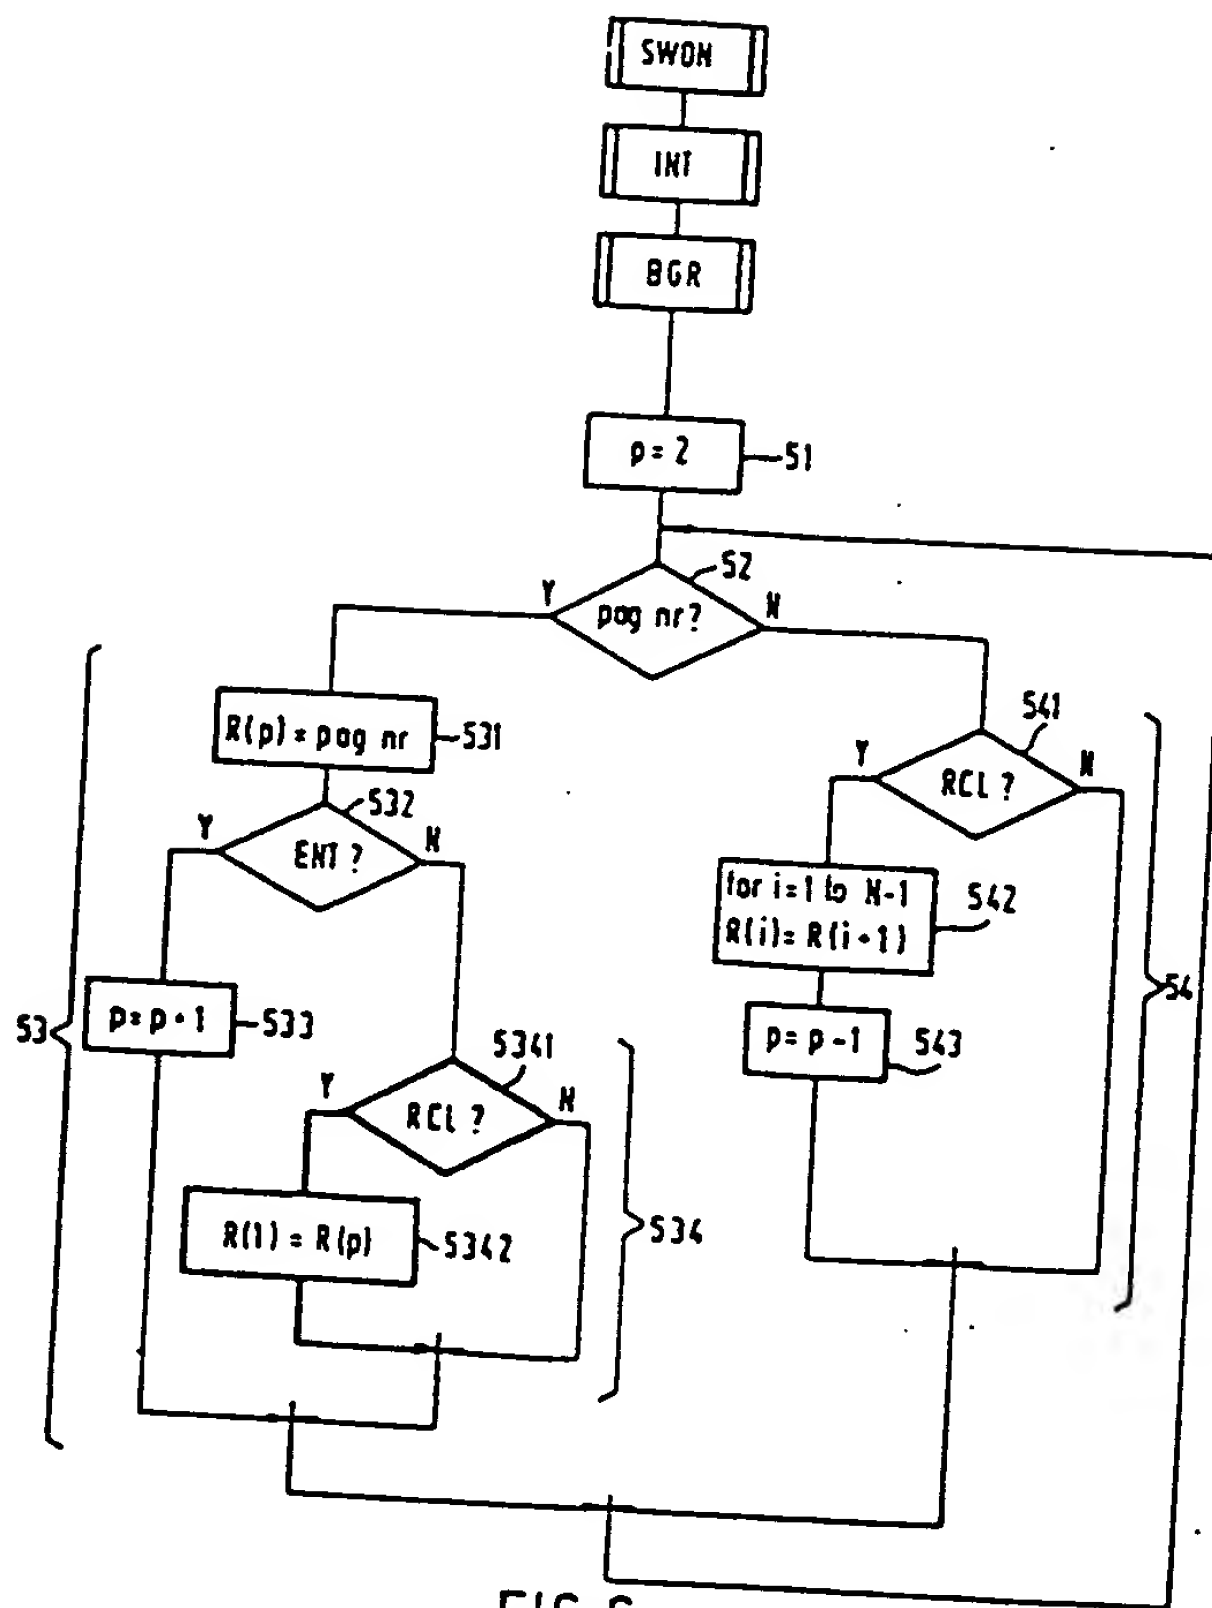 SWON
INT
BGR
p = 2
51
52
Y
pag nr?
N
R(p) = pag nr
531
541
Y
RCL ?
N
532
Y
ENT ?
N
for i=1 to N-1
R(i)= R(i+1)
542
p= p+1
533
53
54
p= p-1
543
5341
Y
RCL ?
N
R(1) = R(p)
5342
534